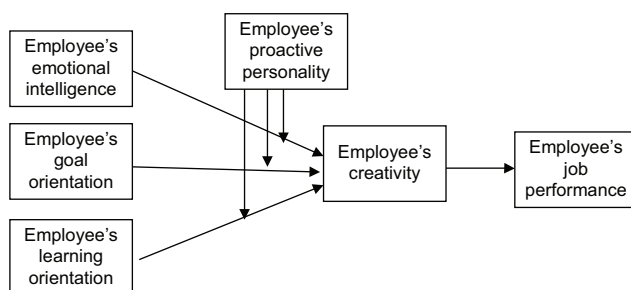 Employee’s
emotional
intelligence
Employee’s
proactive
personality
Employee’s
goal
orientation
Employee’s
creativity
Employee’s
job
performance
Employee’s
learning
orientation